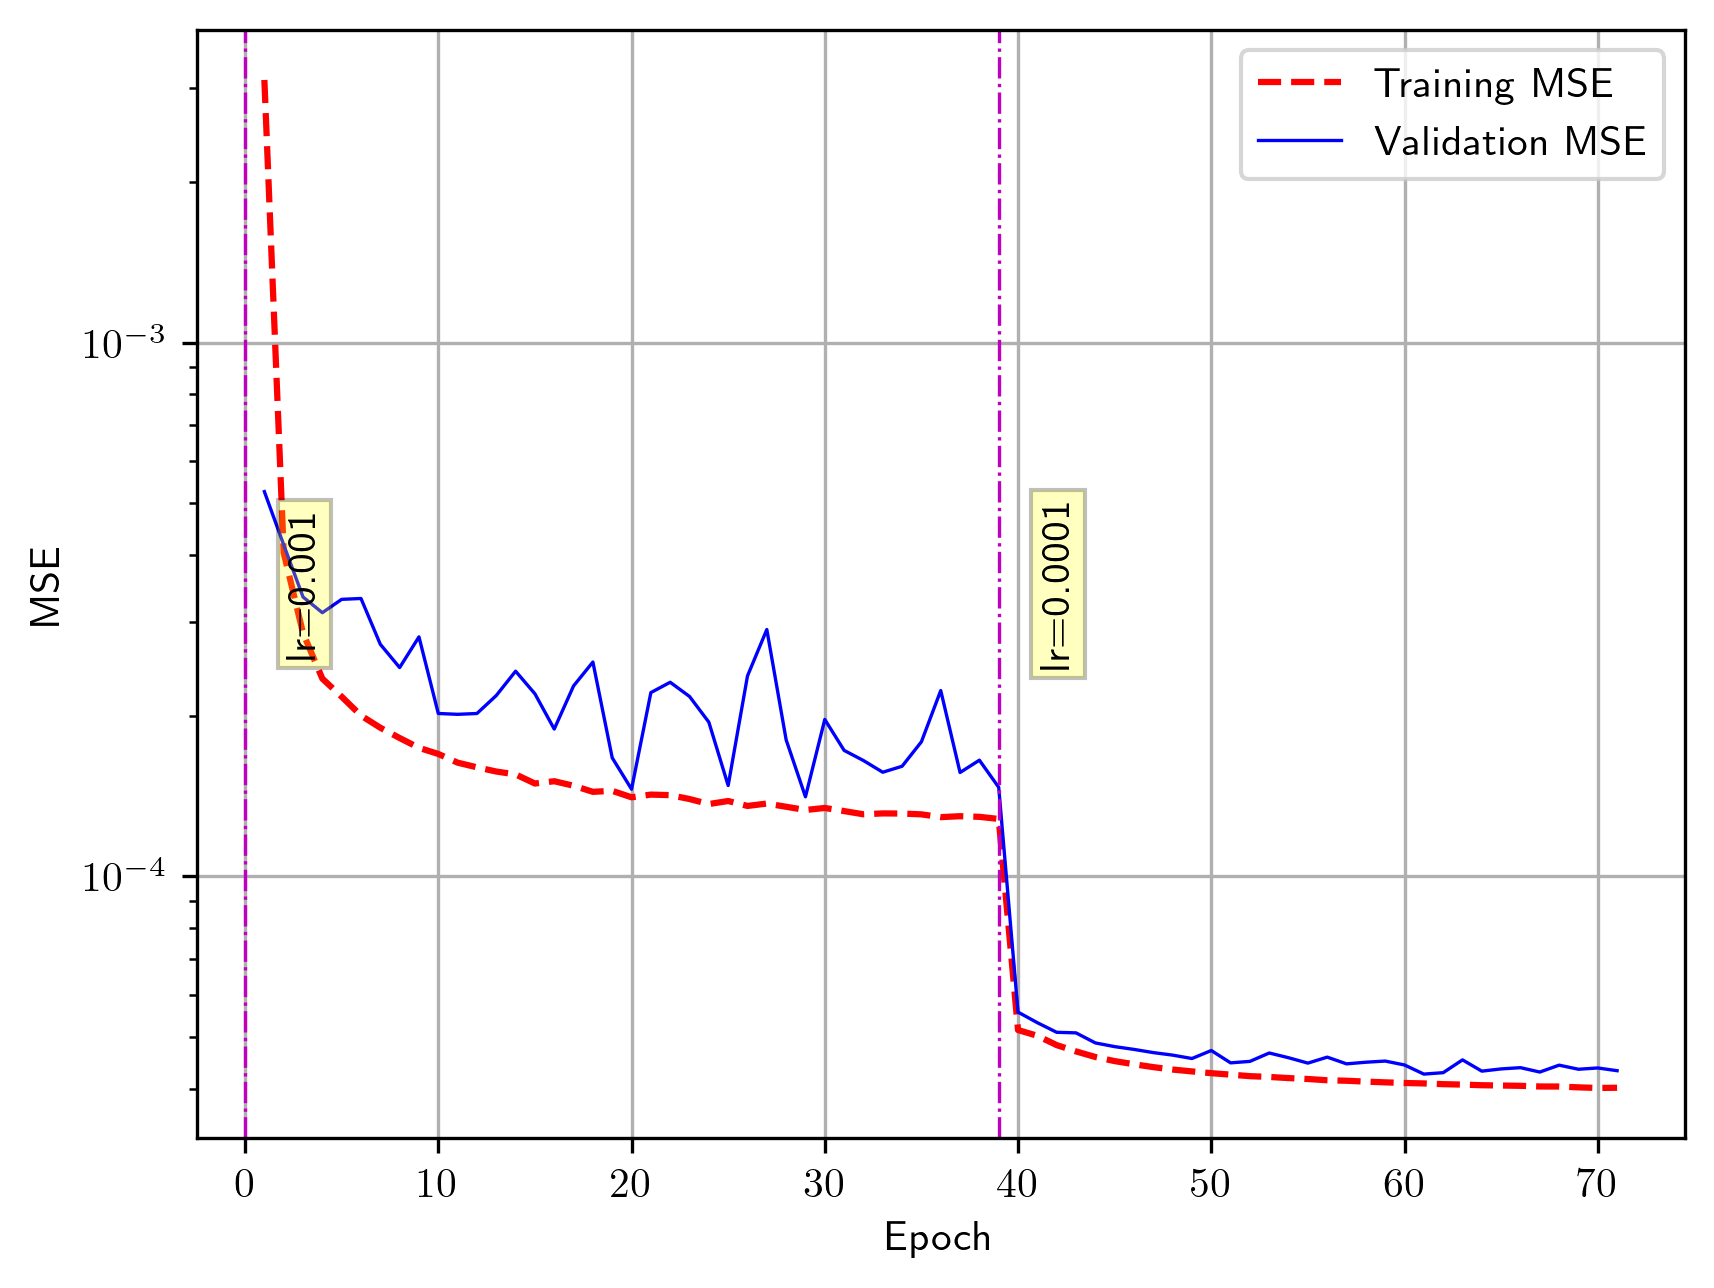 Training MSE
Validation MSE
10⁻³
10⁻⁴
MSE
lr=0.001
lr=0.0001
0 10 20 30 40 50 60 70
Epoch